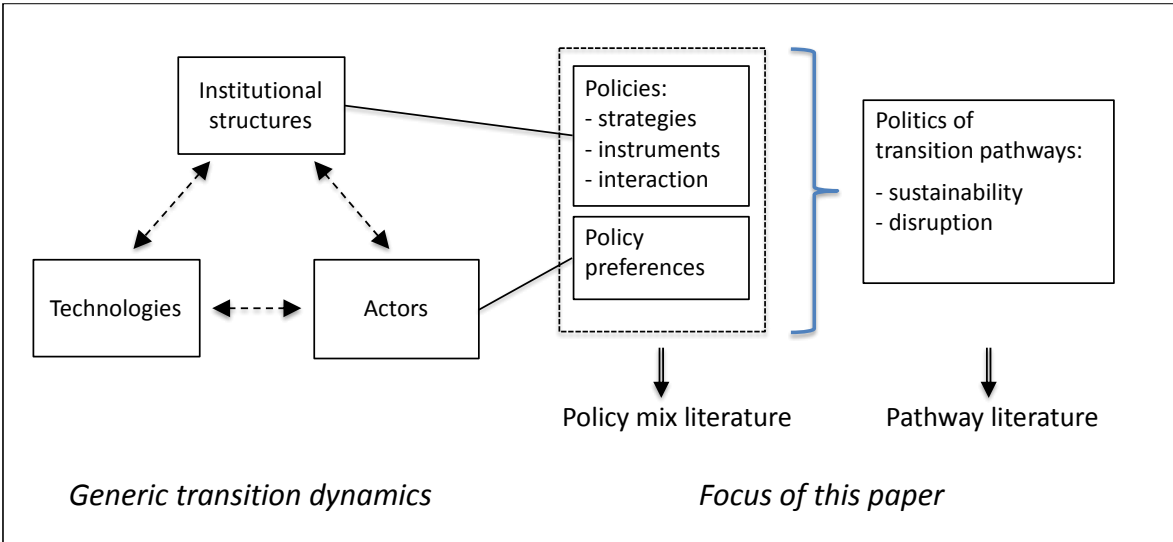 Institutional
structures
Technologies
Actors
Policies:
- strategies
- instruments
- interaction
Policy
preferences
Politics of
transition pathways:
- sustainability
- disruption
Policy mix literature
Pathway literature
Generic transition dynamics
Focus of this paper